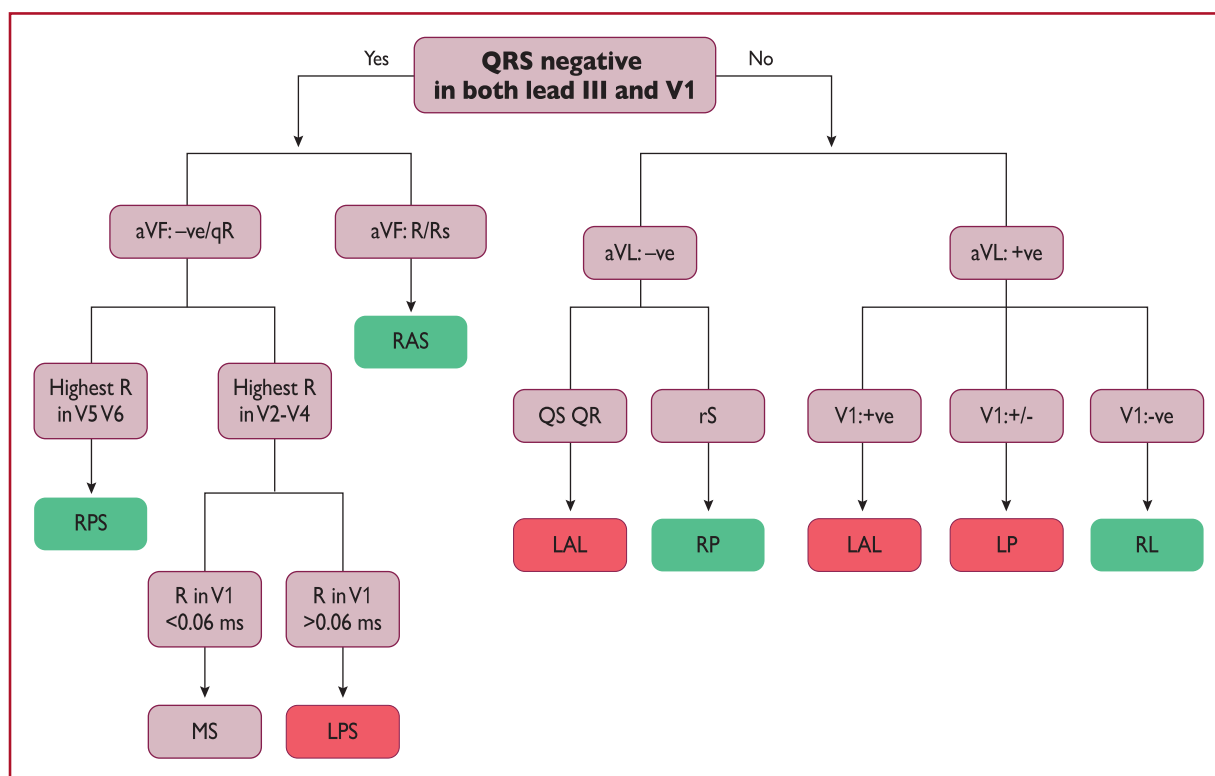 QRS negative
in both lead III and V1
Yes
No
aVF: –ve/qR
aVF: R/Rs
aVL: –ve
aVL: +ve
RAS
Highest R
in V5 V6
Highest R
in V2-V4
QS QR
rS
V1:+ve
V1:+/-
V1:-ve
RPS
LAL
RP
LAL
LP
RL
R in V1
<0.06 ms
R in V1
>0.06 ms
MS
LPS